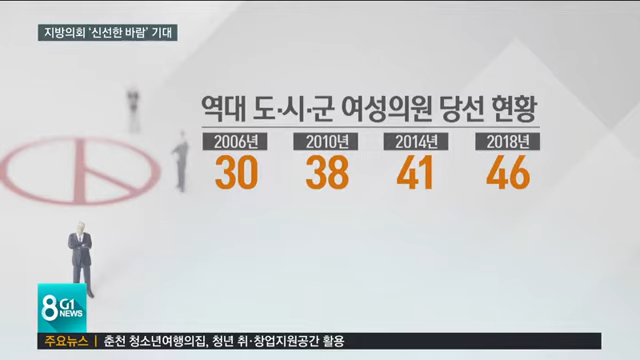 지방의회 '신선한 바람' 기대
역대 도·시·군 여성의원 당선 현황
2006년 2010년 2014년 2018년
30 38 41 46
8 G1 NEWS
주요뉴스 춘천 청소년여행의집, 청년 취·창업지원공간 활용